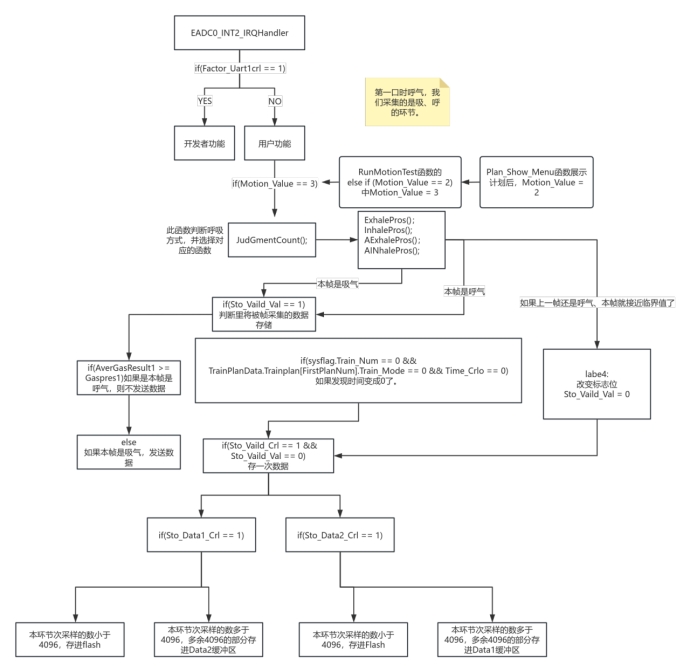 EADC0_INT2_IRQHandler
if(Factor_Uart1crl == 1)
YES
NO
第一口时呼气，我
们采集的是吸、呼
的环节。
开发者功能
用户功能
if(Motion_Value == 3)
RunMotionTest函数的
else if (Motion_Value == 2)
中Motion_Value = 3
Plan_Show_Menu函数展示
计划后，Motion_Value =
2
此函数判断呼吸
方式，并选择对
应的函数
JudGmentCount();
ExhalePros();
InhalePros();
AExhalePros();
AINhalePros();
本帧是吸气
本帧是呼气
如果上一帧还是呼气，本帧就接近临界值了
if(Sto_Vaild_Val == 1)
判断里将被帧采集的数据
存储
if(AverGasResult1 >=
Gaspres1)如果是本帧是
呼气，则不发送数据
if(sysflag.Train_Num == 0 &&
TrainPlanData.Trainplan[FirstPlanNum].Train_Mode == 0 && Time_Crlo == 0)
如果发现时间变成0了。
labe4:
改变标志位
Sto_Vaild_Val = 0
else
如果本帧是吸气，发送数
据
if(Sto_Vaild_Crl == 1 &&
Sto_Vaild_Val == 0)
存一次数据
if(Sto_Data1_Crl == 1)
if(Sto_Data2_Crl == 1)
本环节次采样的数小于
4096，存进flash
本环节次采样的数多于
4096，多余4096的部分存
进Data2缓冲区
本环节次采样的数小于
4096，存进Flash
本环节次采样的数多于
4096，多余4096的部分存
进Data1缓冲区